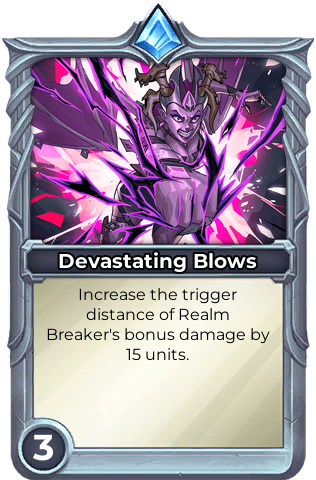 Devastating Blows
Increase the trigger
distance of Realm
Breaker's bonus damage by
15 units.
3